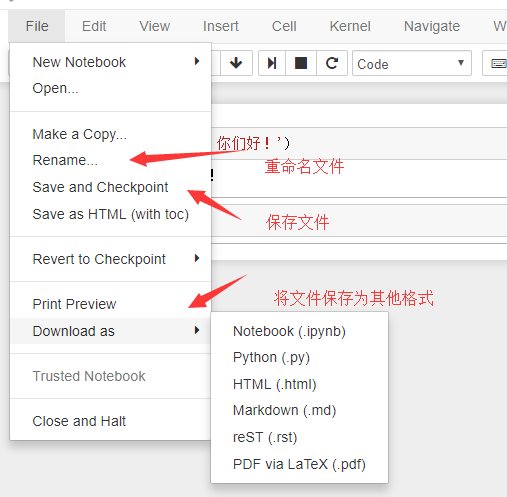 File Edit View Insert Cell Kernel Navigate W
Code
New Notebook
Open...
Make a Copy...
你们好！')
Rename...
重命名文件
!
Save and Checkpoint
Save as HTML (with toc)
保存文件
Revert to Checkpoint
Print Preview
将文件保存为其他格式
Download as
Notebook (.ipynb)
Python (.py)
Trusted Notebook
HTML (.html)
Markdown (.md)
Close and Halt
reST (.rst)
PDF via LaTeX (.pdf)